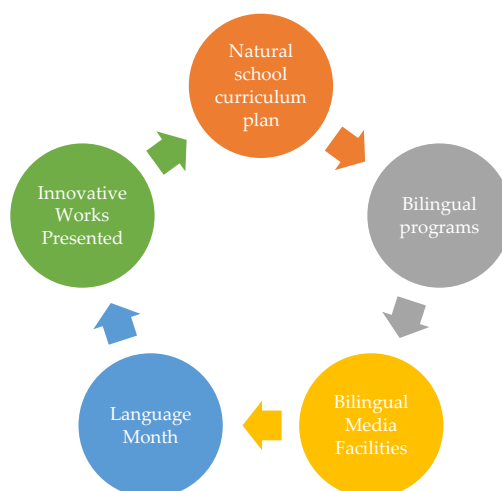 Natural
school
curriculum
plan
Bilingual
programs
Bilingual
Media
Facilities
Language
Month
Innovative
Works
Presented